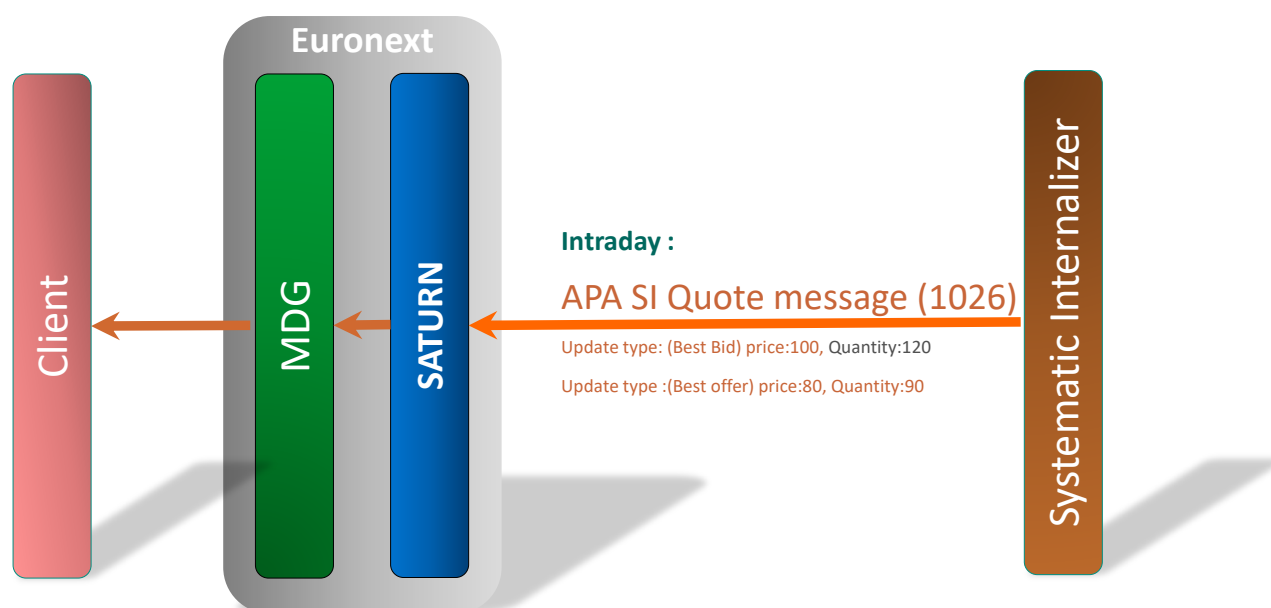 Euronext
Client
MDG
SATURN
Intraday :
APA SI Quote message (1026)
Update type: (Best Bid) price:100, Quantity:120
Update type :(Best offer) price:80, Quantity:90
Systematic Internalizer